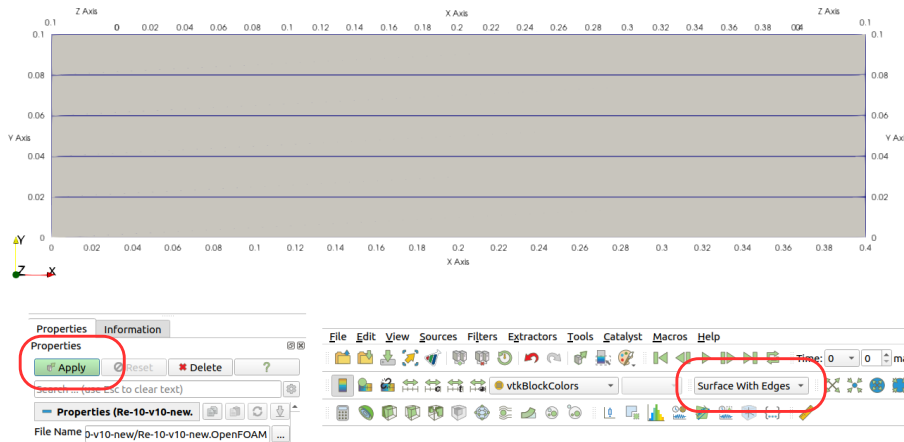 Z Axis X Axis Z Axis
0.1 0 0.02 0.04 0.06 0.08 0.1 0.12 0.14 0.16 0.18 0.2 0.22 0.24 0.26 0.28 0.3 0.32 0.34 0.36 0.38 0.4 0.1
0.1 0.1
0.08 0.08
0.06 0.06
Y Axis Y Axis
0.04 0.04
0.02 0.02
Y 0 0
0 0.02 0.04 0.06 0.08 0.1 0.12 0.14 0.16 0.18 0.2 0.22 0.24 0.26 0.28 0.3 0.32 0.34 0.36 0.38 0.4
X Axis
Z X
Properties Information
Properties
Apply Reset Delete ?
Search ... (use Esc to clear text)
Properties (Re-10-v10-new.
File Name p-v10-new/Re-10-v10-new.OpenFOAM ...
File Edit View Sources Filters Extractors Tools Catalyst Macros Help
Time: 0 0
vtkBlockColors Surface With Edges